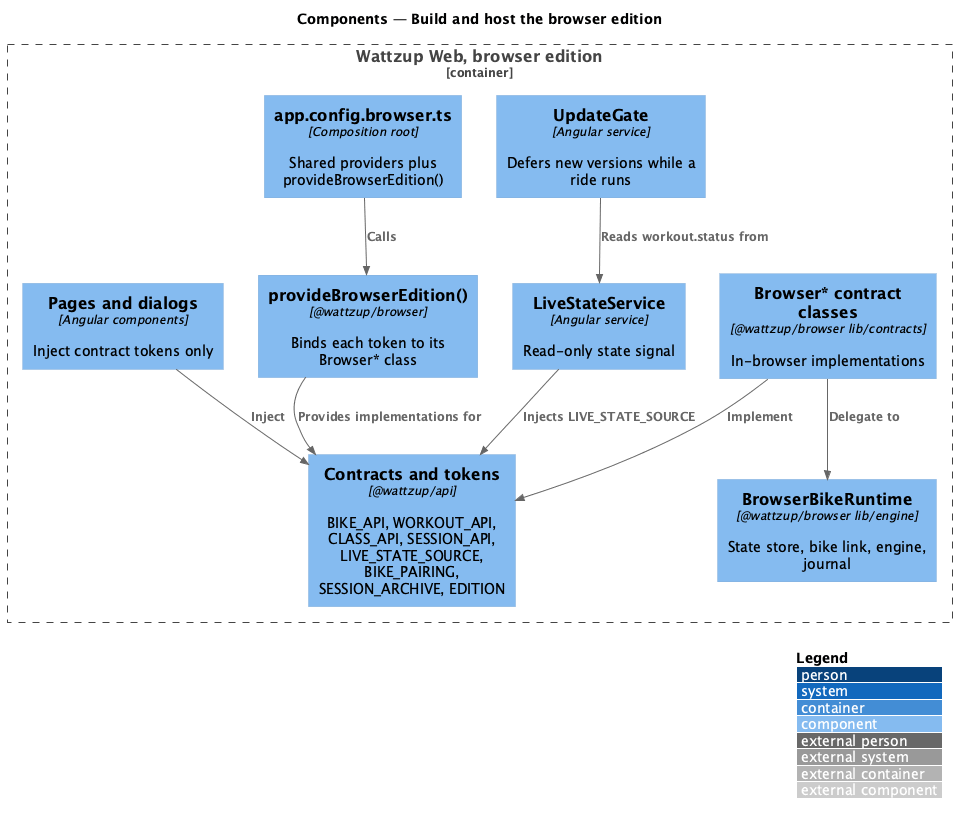 Components — Build and host the browser edition
Wattzup Web, browser edition
[container]
app.config.browser.ts
[Composition root]
Shared providers plus
provideBrowserEdition()
UpdateGate
[Angular service]
Defers new versions while a
ride runs
Calls
Reads workout.status from
Pages and dialogs
[Angular components]
Inject contract tokens only
provideBrowserEdition()
[@wattzup/browser]
Binds each token to its
Browser* class
LiveStateService
[Angular service]
Read-only state signal
Browser* contract
classes
[@wattzup/browser lib/contracts]
In-browser implementations
Inject
Provides implementations for
Injects LIVE_STATE_SOURCE
Implement
Delegate to
Contracts and tokens
[@wattzup/api]
BIKE_API, WORKOUT_API,
CLASS_API, SESSION_API,
LIVE_STATE_SOURCE,
BIKE_PAIRING,
SESSION_ARCHIVE, EDITION
BrowserBikeRuntime
[@wattzup/browser lib/engine]
State store, bike link, engine,
journal
Legend
person
system
container
component
external person
external system
external container
external component